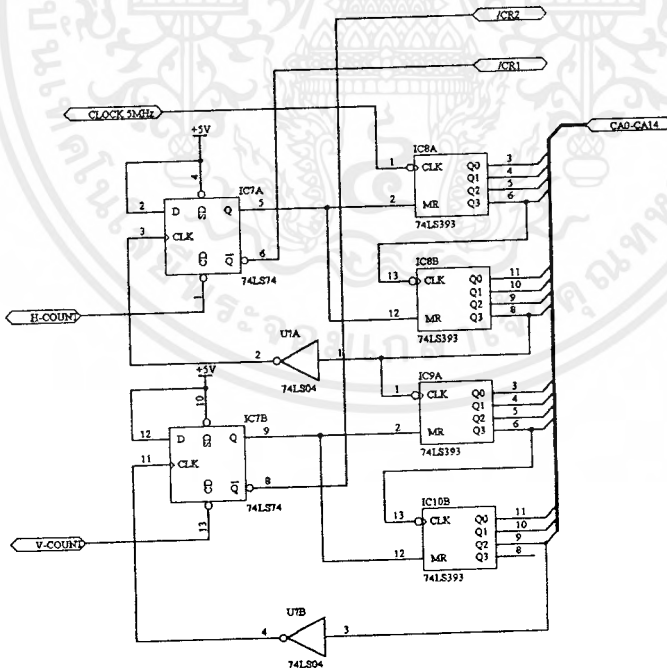 /CR2
/CR1
CLOCK 5MHz
CA0-CA14
+5V
IC8A
1 CLK Q0 3
Q1 4
Q2 5
2 MR Q3 6
74LS393
4
IC7A
2 D SD Q 5
3 CLK
CD Q 6
74LS74
1
IC8B
13 CLK Q0 11
Q1 10
Q2 9
12 MR Q3 8
74LS393
H-COUNT
U7A
2 1
74LS04
+5V
IC9A
1 CLK Q0 3
Q1 4
Q2 5
2 MR Q3 6
74LS393
10
IC7B
12 D SD Q 9
11 CLK
CD Q 8
74LS74
13
IC10B
13 CLK Q0 11
Q1 10
Q2 9
12 MR Q3 8
74LS393
V-COUNT
U7B
4 3
74LS04